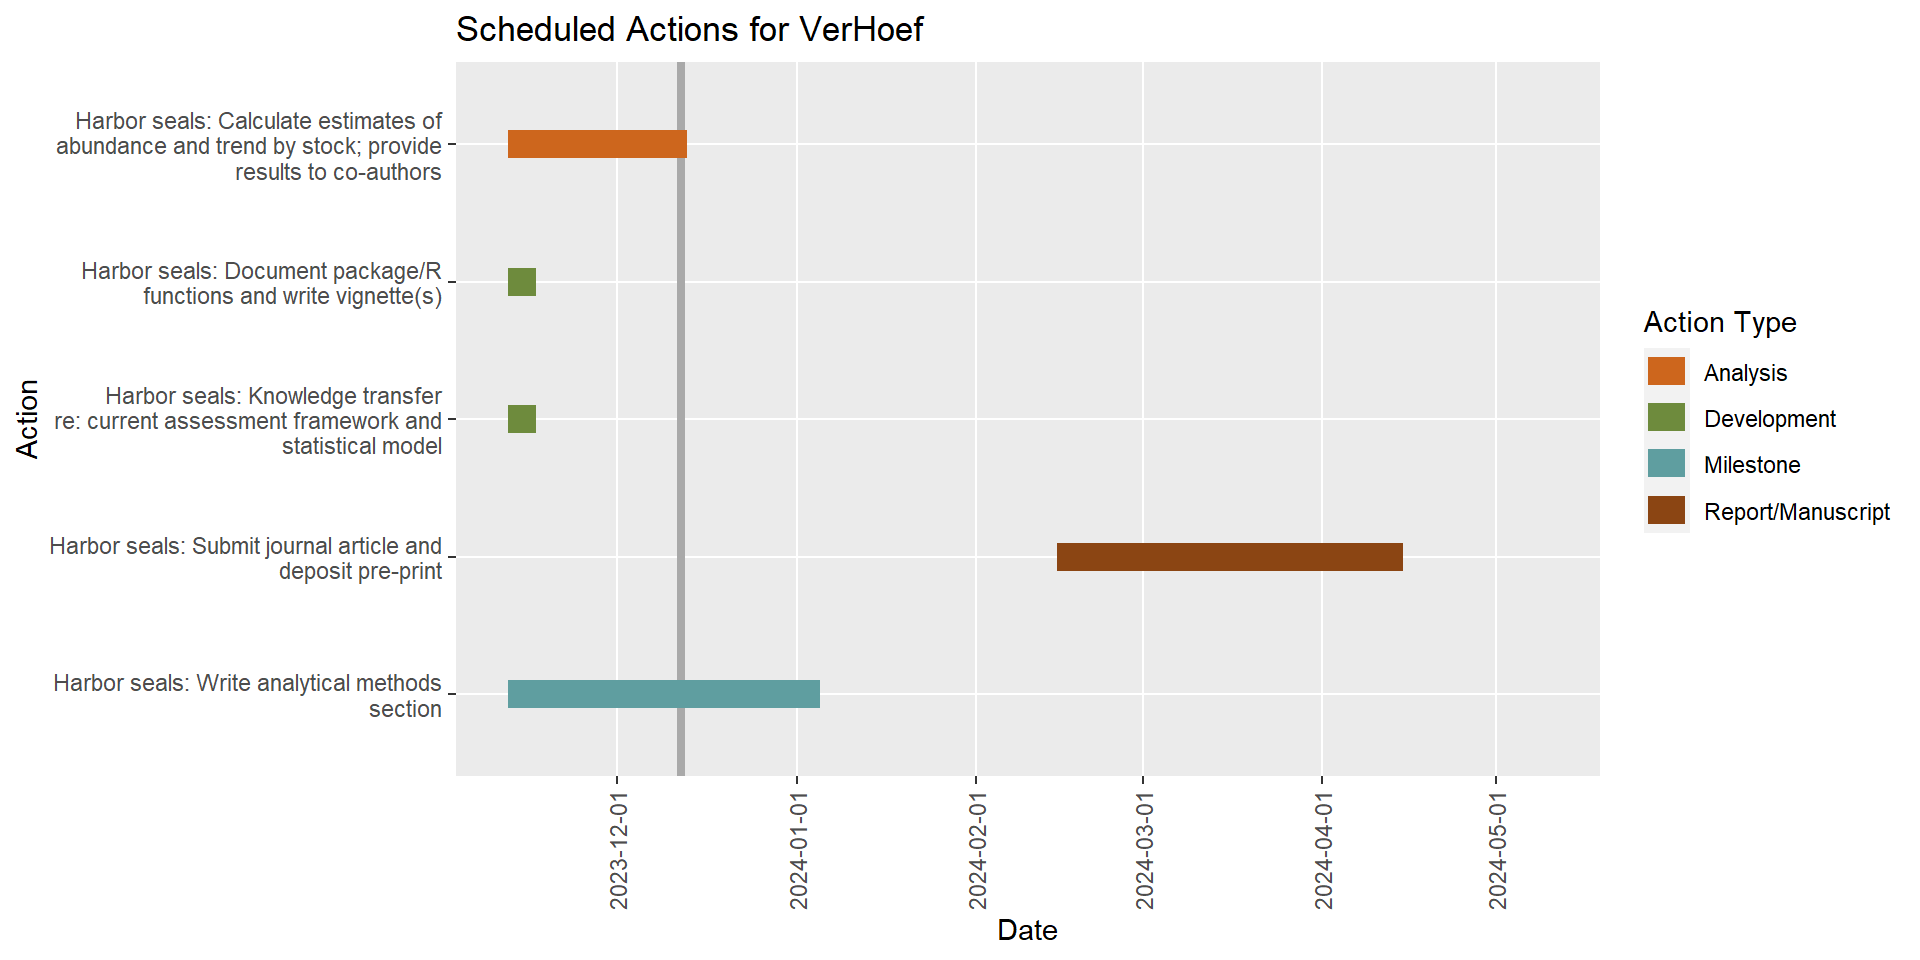 Scheduled Actions for VerHoef
Harbor seals: Calculate estimates of
abundance and trend by stock; provide
results to co-authors
Harbor seals: Document package/R
functions and write vignette(s)
Harbor seals: Knowledge transfer
re: current assessment framework and
statistical model
Harbor seals: Submit journal article and
deposit pre-print
Harbor seals: Write analytical methods
section
Action
2023-12-01
2024-01-01
2024-02-01
2024-03-01
2024-04-01
2024-05-01
Date
Action Type
Analysis
Development
Milestone
Report/Manuscript